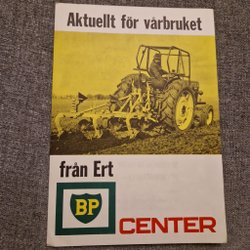 Aktuellt för vårbruket
från Ert
BP
CENTER